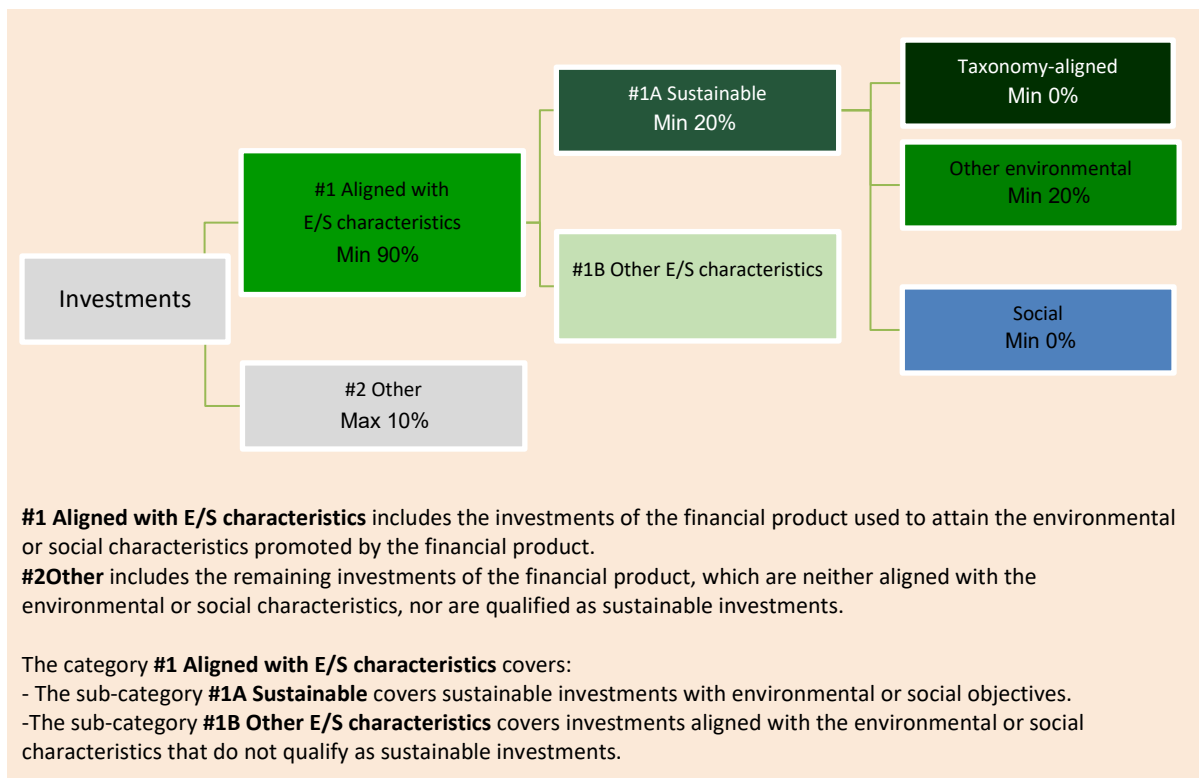 Investments
#1 Aligned with
E/S characteristics
Min 90%
#2 Other
Max 10%
#1A Sustainable
Min 20%
#1B Other E/S characteristics
Taxonomy-aligned
Min 0%
Other environmental
Min 20%
Social
Min 0%
#1 Aligned with E/S characteristics includes the investments of the financial product used to attain the environmental
or social characteristics promoted by the financial product.
#2Other includes the remaining investments of the financial product, which are neither aligned with the
environmental or social characteristics, nor are qualified as sustainable investments.
The category #1 Aligned with E/S characteristics covers:
- The sub-category #1A Sustainable covers sustainable investments with environmental or social objectives.
-The sub-category #1B Other E/S characteristics covers investments aligned with the environmental or social
characteristics that do not qualify as sustainable investments.